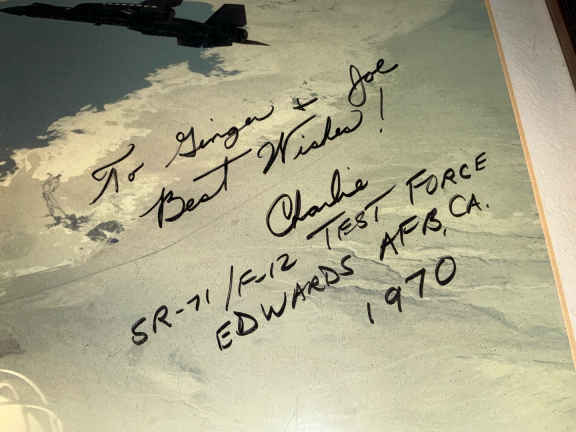 To Ginger & Joe
Best Wishes!
Charlie
SR-71/F-12 TEST FORCE
EDWARDS AFB, CA.
1970